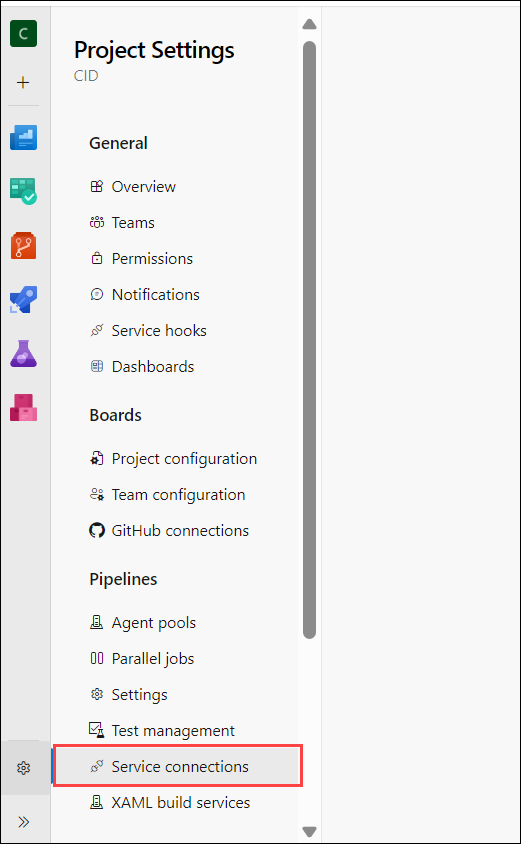 C
Project Settings
CID
General
Overview
Teams
Permissions
Notifications
Service hooks
Dashboards
Boards
Project configuration
Team configuration
GitHub connections
Pipelines
Agent pools
Parallel jobs
Settings
Test management
Service connections
XAML build services